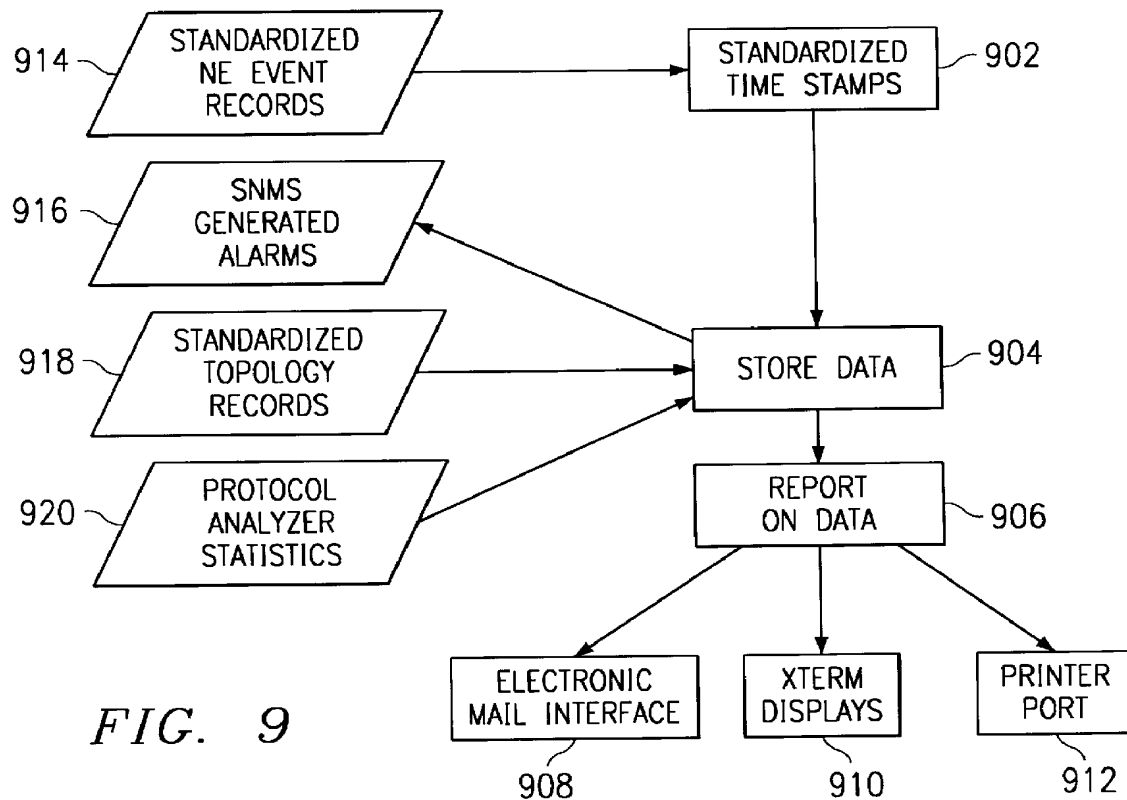 914
STANDARDIZED
NE EVENT
RECORDS
STANDARDIZED
TIME STAMPS
902
916
SNMS
GENERATED
ALARMS
918
STANDARDIZED
TOPOLOGY
RECORDS
STORE DATA
904
920
PROTOCOL
ANALYZER
STATISTICS
REPORT
ON DATA
906
ELECTRONIC
MAIL INTERFACE
XTERM
DISPLAYS
PRINTER
PORT
908
910
912
FIG. 9